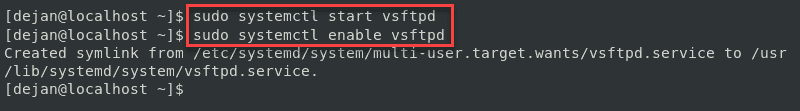 [dejan@localhost ~]$ sudo systemctl start vsftpd
[dejan@localhost ~]$ sudo systemctl enable vsftpd
Created symlink from /etc/systemd/system/multi-user.target.wants/vsftpd.service to /usr
/lib/systemd/system/vsftpd.service.
[dejan@localhost ~]$